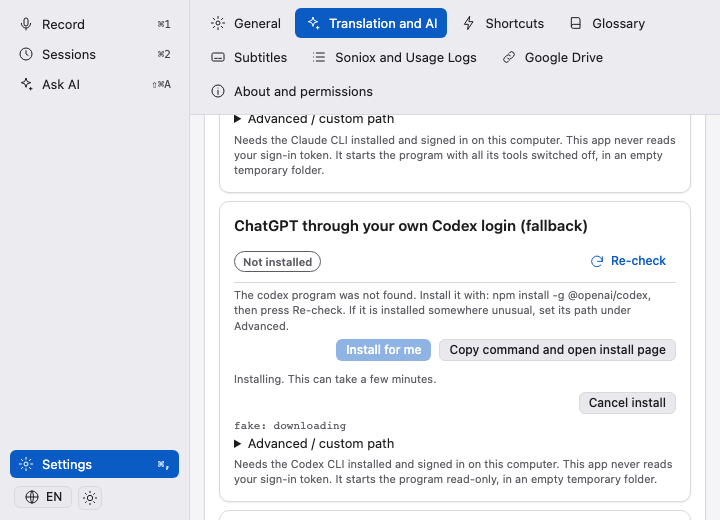 Record ⌘1
Sessions ⌘2
Ask AI ⇧⌘A
General
Translation and AI
Shortcuts
Glossary
Subtitles
Soniox and Usage Logs
Google Drive
About and permissions
Advanced / custom path
Needs the Claude CLI installed and signed in on this computer. This app never reads
your sign-in token. It starts the program with all its tools switched off, in an empty
temporary folder.
ChatGPT through your own Codex login (fallback)
Not installed
Re-check
The codex program was not found. Install it with: npm install -g @openai/codex,
then press Re-check. If it is installed somewhere unusual, set its path under
Advanced.
Install for me
Copy command and open install page
Installing. This can take a few minutes.
Cancel install
fake: downloading
Advanced / custom path
Needs the Codex CLI installed and signed in on this computer. This app never reads
your sign-in token. It starts the program read-only, in an empty temporary folder.
Settings ⌘,
EN